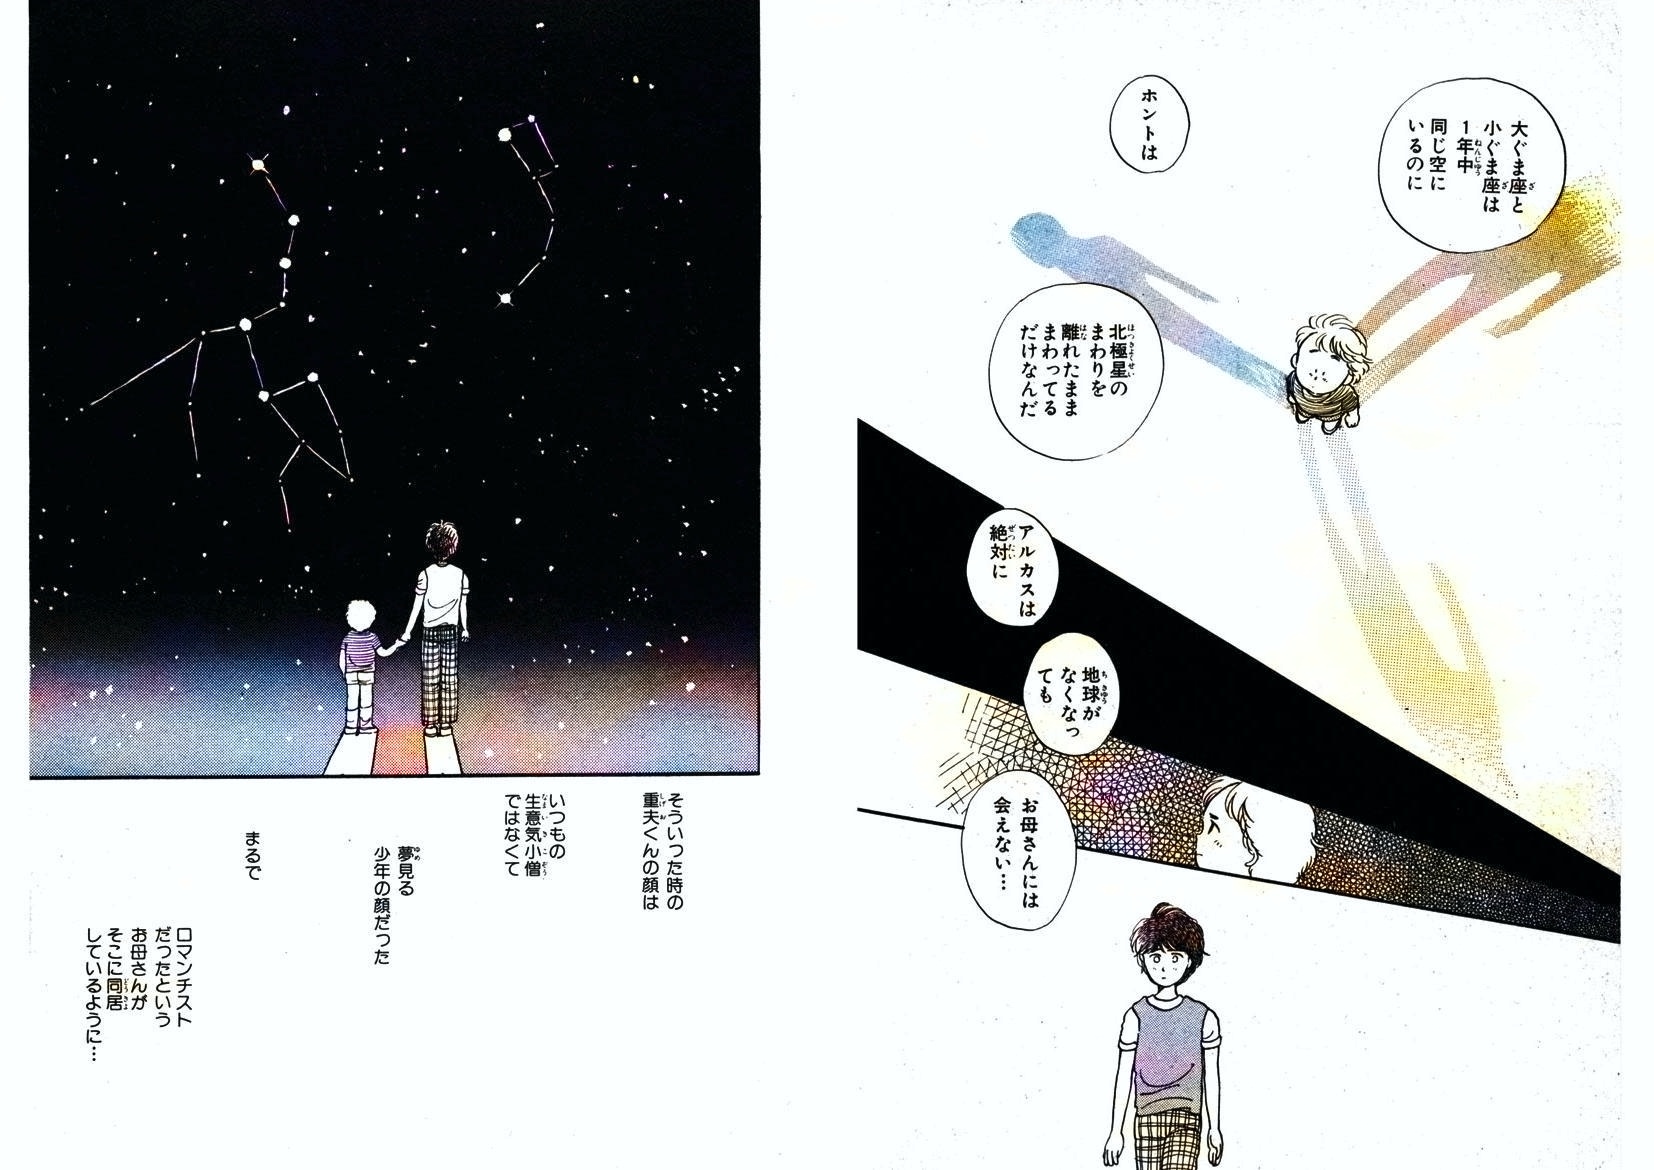 大ぐま座と
小ぐま座は
1年中
同じ空に
いるのに
ホントは
北極星の
まわりを
離れたまま
まわってる
だけなんだ
アルカスは
絶対に
地球が
なくなっ
ても
お母さんには
会えない…
そういった時の
重夫くんの顔は
いつもの
生意気小僧
ではなくて
夢見る
少年の顔だった
まるで
ロマンチスト
だったという
お母さんが
そこに同居
しているように…